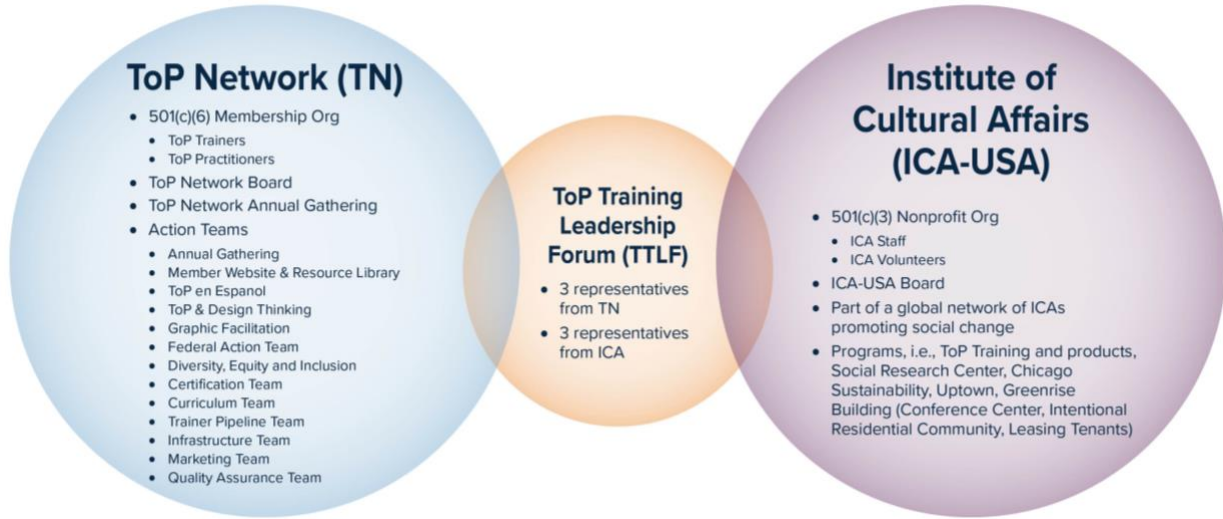 ToP Network (TN)
• 501(c)(6) Membership Org
• ToP Trainers
• ToP Practitioners
• ToP Network Board
• ToP Network Annual Gathering
• Action Teams
• Annual Gathering
• Member Website & Resource Library
• ToP en Espanol
• ToP & Design Thinking
• Graphic Facilitation
• Federal Action Team
• Diversity, Equity and Inclusion
• Certification Team
• Curriculum Team
• Trainer Pipeline Team
• Infrastructure Team
• Marketing Team
• Quality Assurance Team
ToP Training
Leadership
Forum (TTLF)
• 3 representatives
from TN
• 3 representatives
from ICA
Institute of
Cultural Affairs
(ICA-USA)
• 501(c)(3) Nonprofit Org
• ICA Staff
• ICA Volunteers
• ICA-USA Board
• Part of a global network of ICAs
promoting social change
• Programs, i.e., ToP Training and products,
Social Research Center, Chicago
Sustainability, Uptown, Greenrise
Building (Conference Center, Intentional
Residential Community, Leasing Tenants)